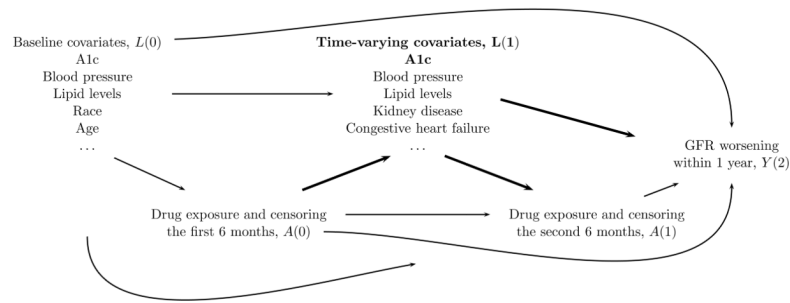 Baseline covariates, L(0)
A1c
Blood pressure
Lipid levels
Race
Age
...
Time-varying covariates, L(1)
A1c
Blood pressure
Lipid levels
Kidney disease
Congestive heart failure
...
GFR worsening
within 1 year, Y(2)
Drug exposure and censoring
the first 6 months, A(0)
Drug exposure and censoring
the second 6 months, A(1)